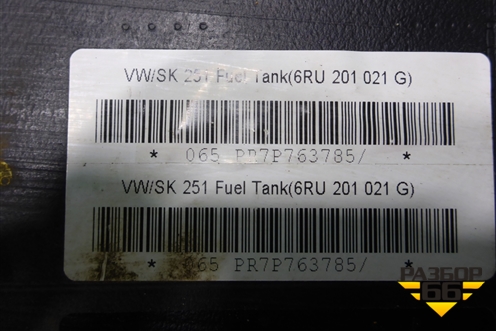 VW/SK 251 Fuel Tank(6RU 201 021 G)
* 065 PR7P763785/ *
VW/SK 251 Fuel Tank(6RU 201 021 G)
* 065 PR7P763785/ *
РАЗБОР
66